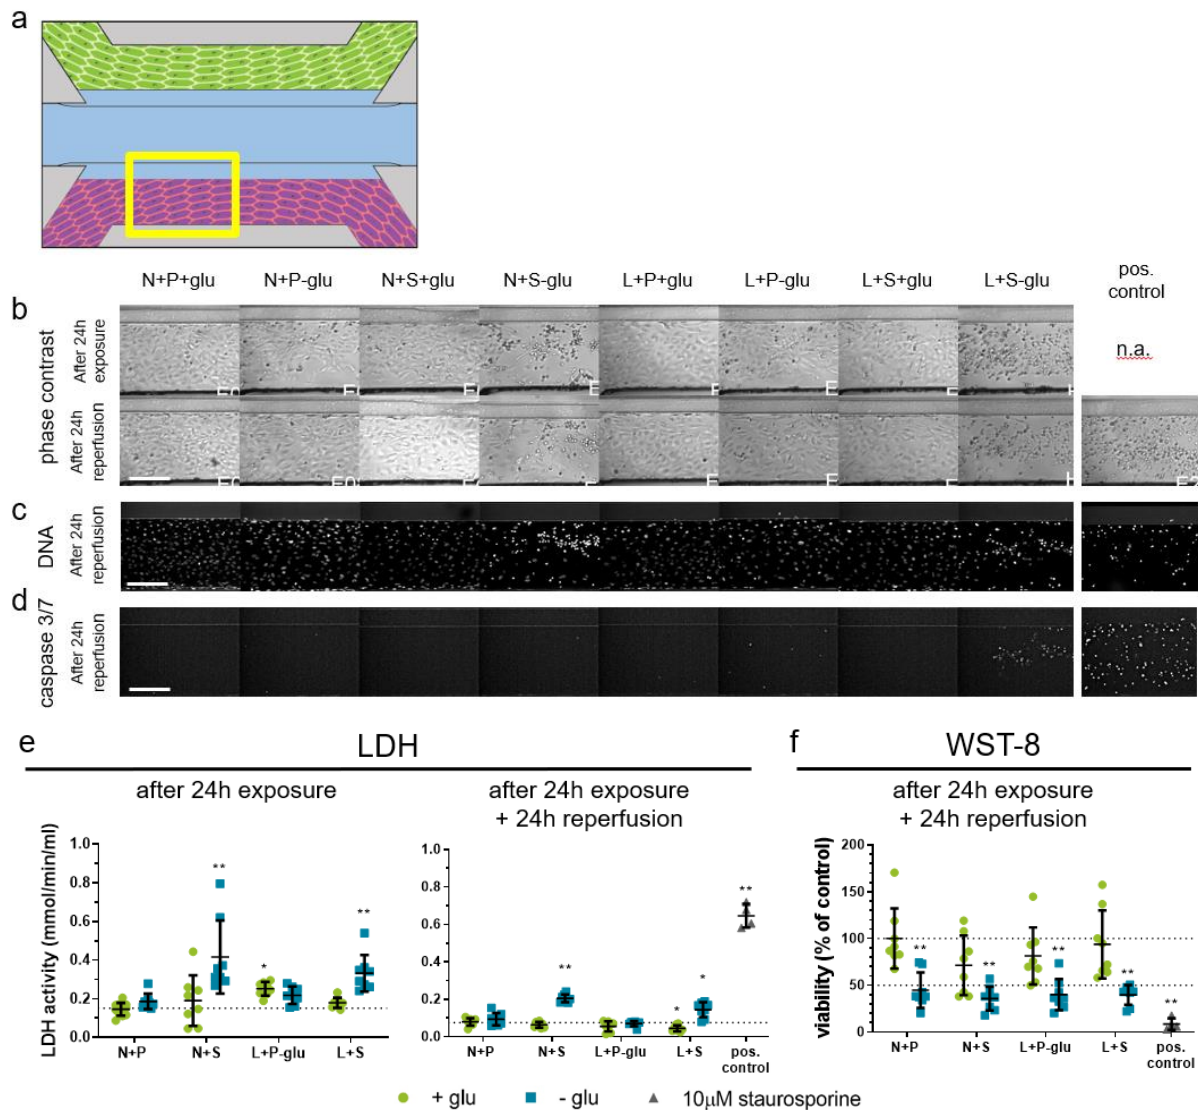 a
N+P+glu N+P-glu N+S+glu N+S-glu L+P+glu L+P-glu L+S+glu L+S-glu pos. control
b
phase contrast
After 24h exposure
n.a.
After 24h reperfusion
c
DNA
After 24h reperfusion
d
caspase 3/7
After 24h reperfusion
e
LDH
after 24h exposure
after 24h exposure
+ 24h reperfusion
LDH activity (mmol/min/ml)
1.0
0.8
0.6
0.4
0.2
0.0
**
*
**
N+P N+S L+P-glu L+S
1.0
0.8
0.6
0.4
0.2
0.0
**
*
*
**
N+P N+S L+P-glu L+S pos. control
f
WST-8
after 24h exposure
+ 24h reperfusion
viability (% of control)
200
150
100
50
0
**
**
**
**
**
N+P N+S L+P-glu L+S pos. control
+ glu - glu 10µM staurosporine